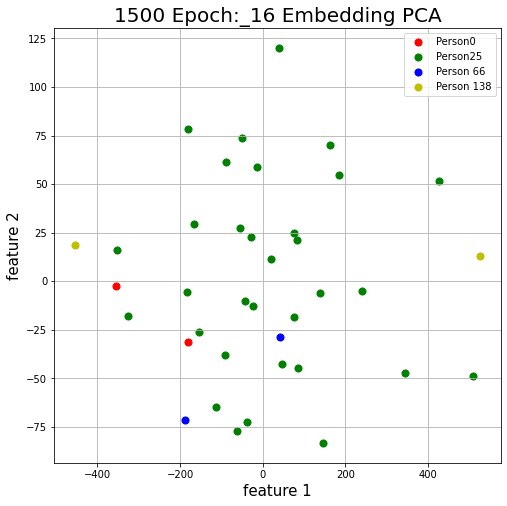 1500 Epoch:_16 Embedding PCA
Person0
Person25
Person 66
Person 138
feature 2
125
100
75
50
25
0
−25
−50
−75
−400
−200
0
200
400
feature 1